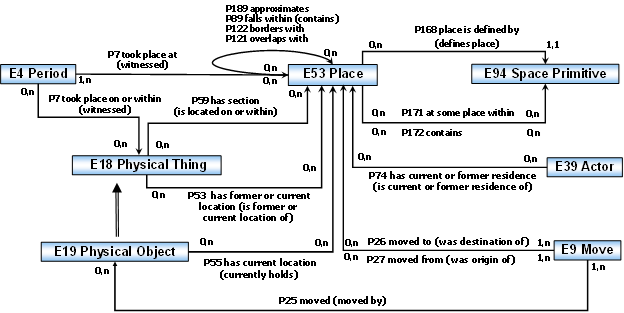 P189 approximates
P89 falls within (contains)
P122 borders with
P121 overlaps with
P168 place is defined by
(defines place)
P7 took place at
(witnessed)
0,n
0,n
1,1
E4 Period
1,n
0,n
0,n
E53 Place
E94 Space Primitive
0,n
P7 took place on or within
(witnessed)
P59 has section
(is located on or within)
0,n
0,n
P171 at some place within
0,n
0,n
P172 contains
0,n
0,n
0,n
0,n
E18 Physical Thing
E39 Actor
P74 has current or former residence
(is current or former residence of)
0,n
P53 has former or current
location (is former or
current location of)
E19 Physical Object
0,n
0,n
0,n
P26 moved to (was destination of)
1,n
E9 Move
0,n
P55 has current location
(currently holds)
0,n
P27 moved from (was origin of)
1,n
1,n
P25 moved (moved by)